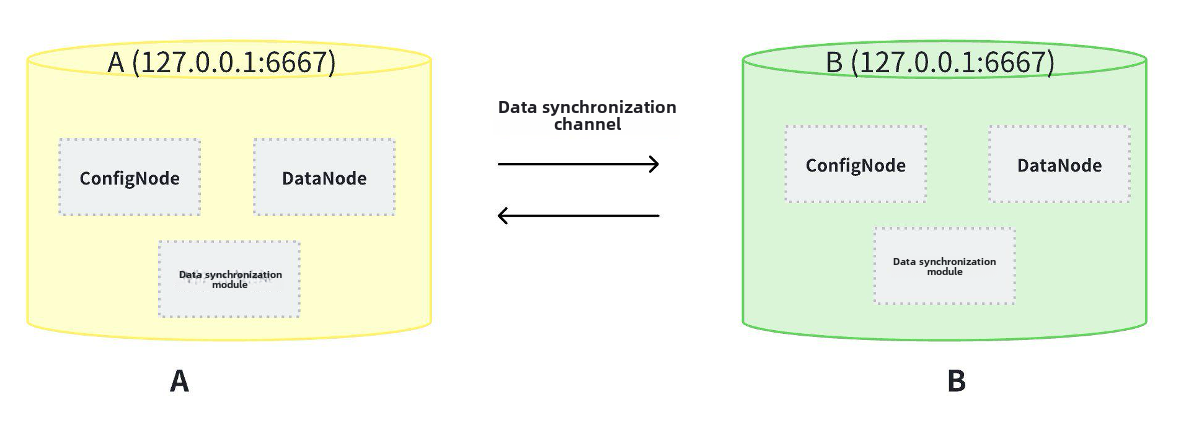 A (127.0.0.1:6667)
ConfigNode
DataNode
Data synchronization
module
A
Data synchronization
channel
B (127.0.0.1:6667)
ConfigNode
DataNode
Data synchronization
module
B